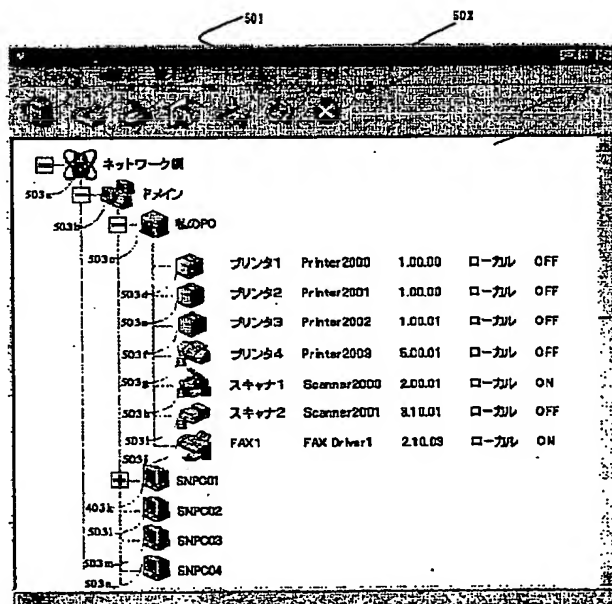 501 502
ネットワーク網
503a
ドメイン
503b
私のPC
503c
プリンタ1 Printer2000 1.00.00 ローカル OFF
503d
プリンタ2 Printer2001 1.00.00 ローカル OFF
503e
プリンタ3 Printer2002 1.00.01 ローカル OFF
503f
プリンタ4 Printer2003 5.00.01 ローカル OFF
503g
スキャナ1 Scanner2000 2.00.01 ローカル ON
503h
スキャナ2 Scanner2001 3.10.01 ローカル OFF
503i
FAX1 FAX Driver1 2.10.03 ローカル ON
503j
SNPC01
403k
SNPC02
503l
SNPC03
503m
SNPC04
503n